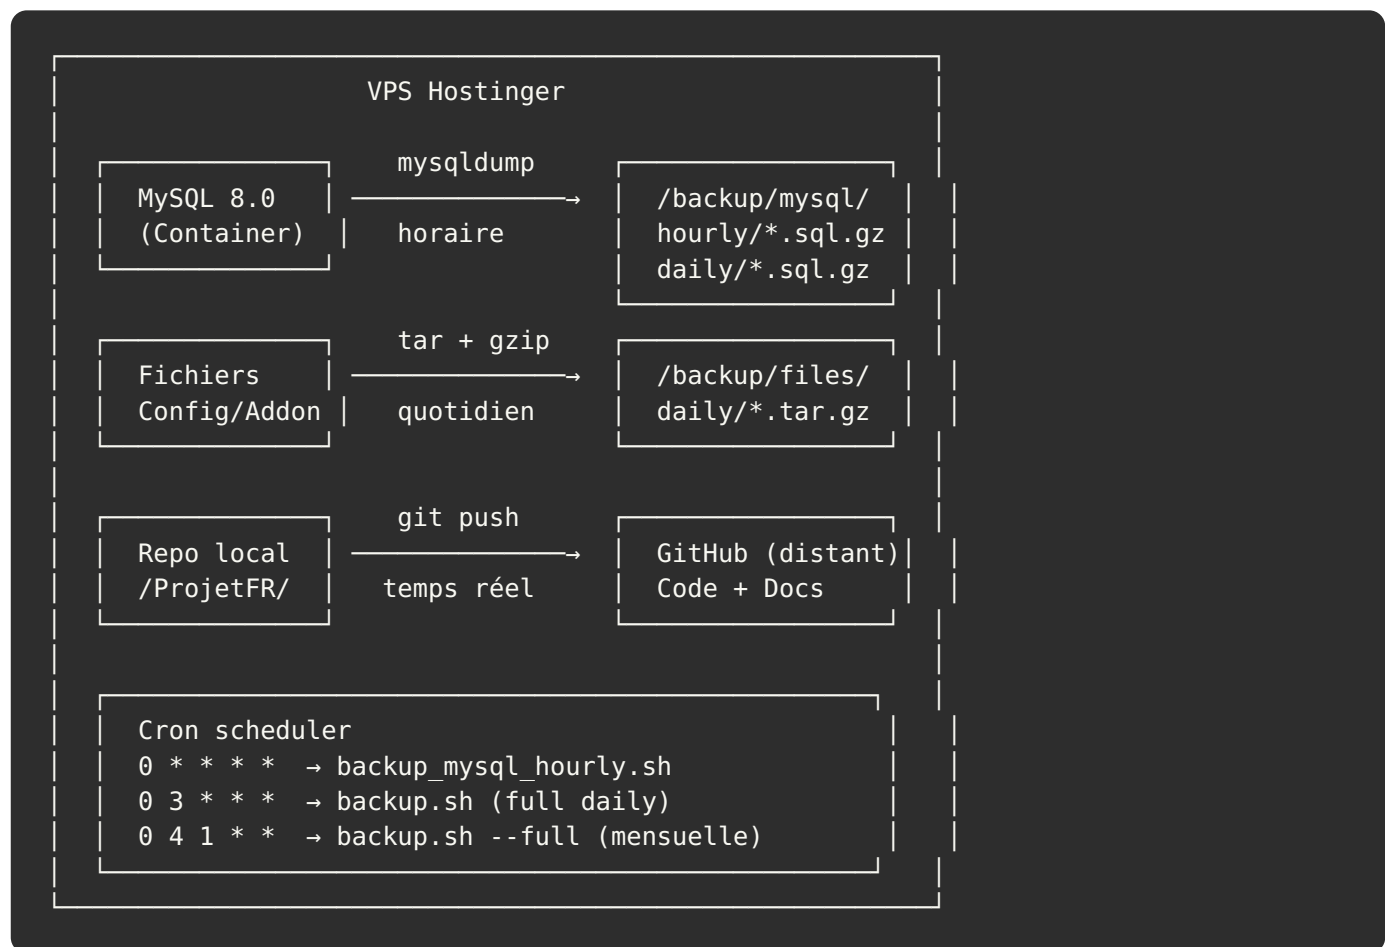 VPS Hostinger
mysqldump
MySQL 8.0 → /backup/mysql/
(Container) horaire hourly/*.sql.gz
daily/*.sql.gz
tar + gzip
Fichiers → /backup/files/
Config/Addon quotidien daily/*.tar.gz
git push
Repo local → GitHub (distant)
/ProjetFR/ temps réel Code + Docs
Cron scheduler
0 * * * * → backup_mysql_hourly.sh
0 3 * * * → backup.sh (full daily)
0 4 1 * * → backup.sh --full (mensuelle)